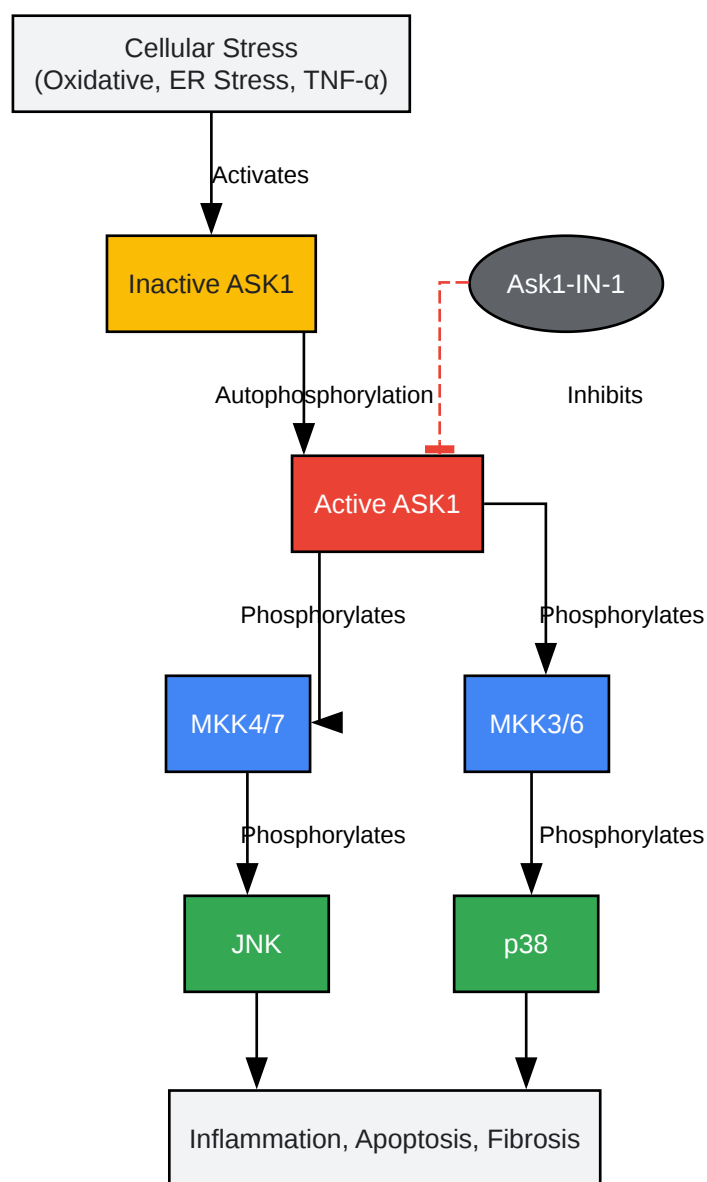 Cellular Stress
(Oxidative, ER Stress, TNF-α)
Activates
Inactive ASK1
Ask1-IN-1
Autophosphorylation
Inhibits
Active ASK1
Phosphorylates
Phosphorylates
MKK4/7
MKK3/6
Phosphorylates
Phosphorylates
JNK
p38
Inflammation, Apoptosis, Fibrosis